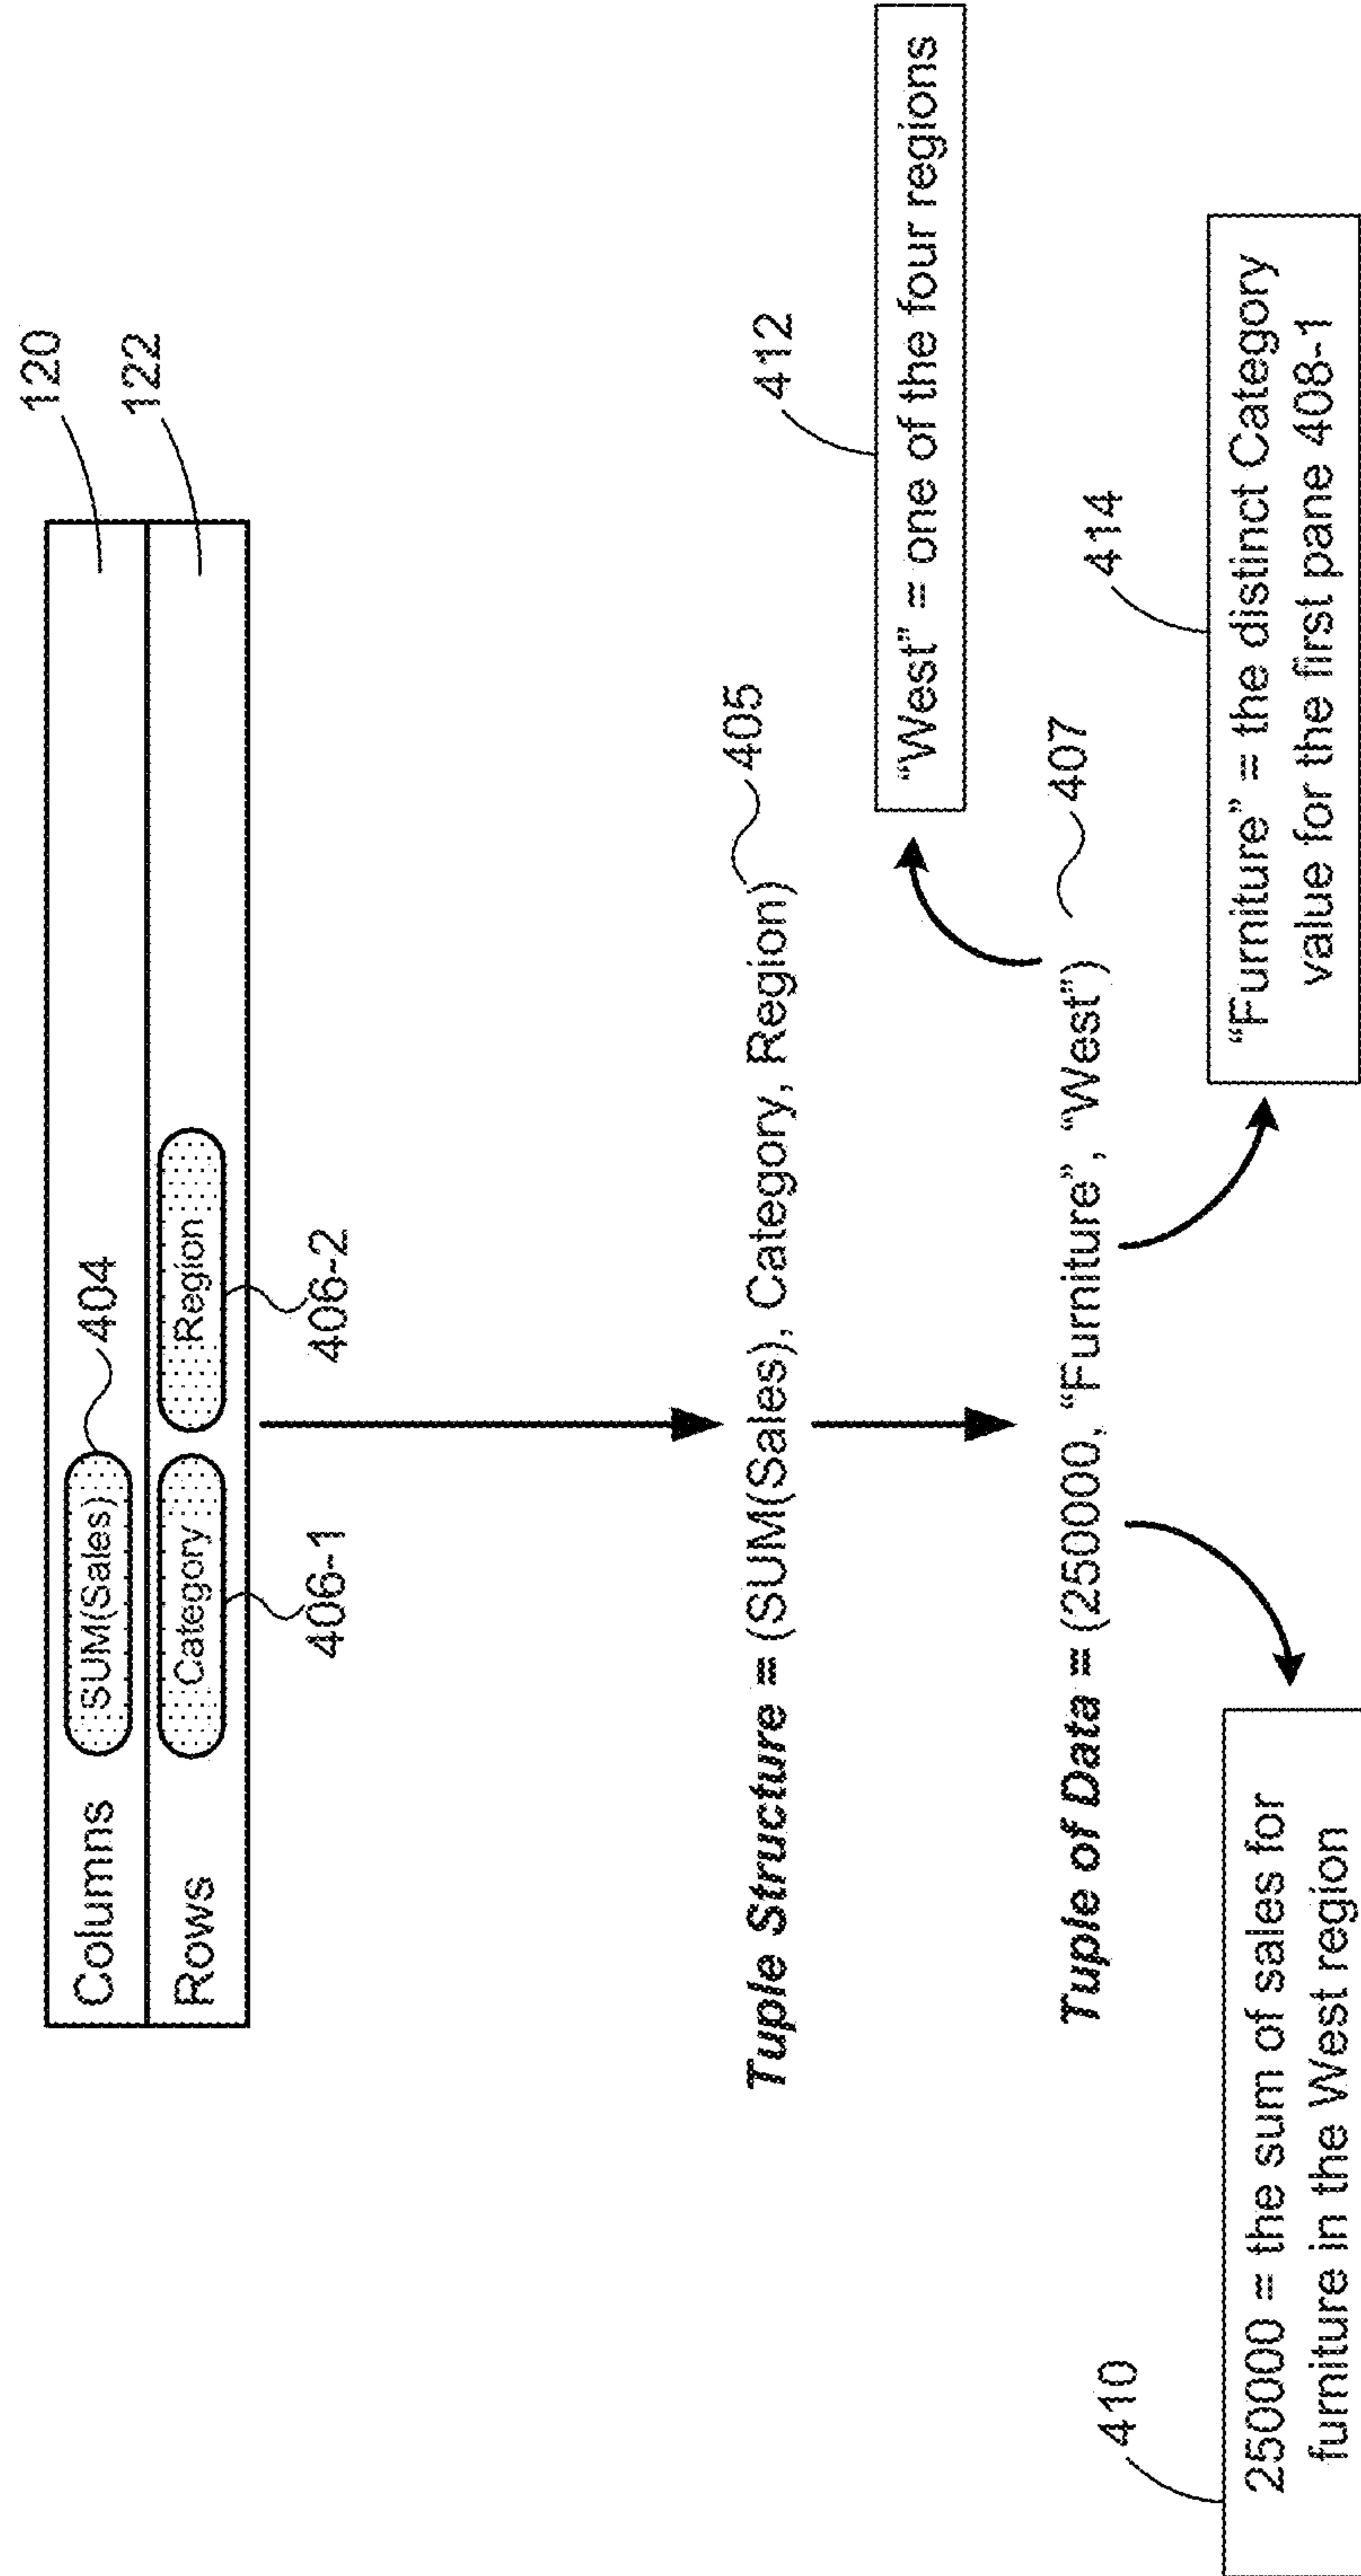 120
Columns SUM(Sales) 404
122
Rows Category Region
406-1 406-2
Tuple Structure = (SUM(Sales), Category, Region) 405
412
"West" = one of the four regions
Tuple of Data = (250000, "Furniture", "West") 407
414
"Furniture" = the distinct Category
value for the first pane 408-1
410
250000 = the sum of sales for
furniture in the West region